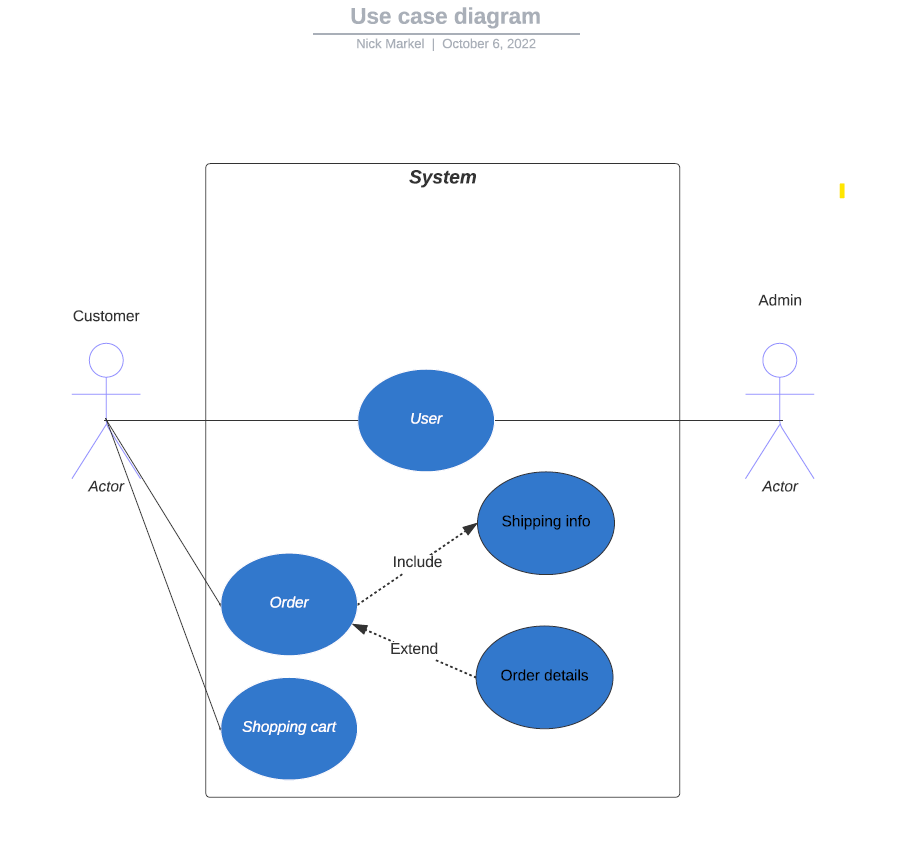 Use case diagram
Nick Markel | October 6, 2022
System
Customer
Admin
User
Actor
Actor
Shipping info
Include
Order
Extend
Order details
Shopping cart